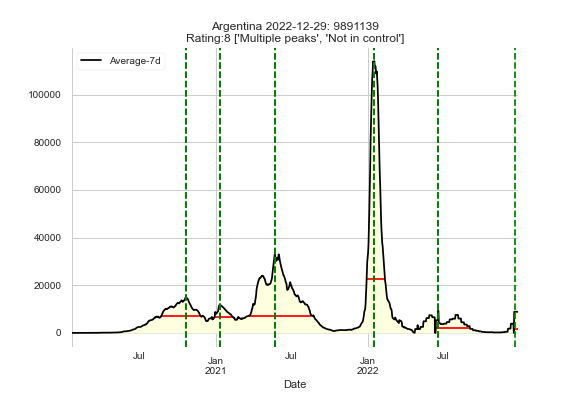 Argentina 2022-12-29: 9891139
Rating:8 ['Multiple peaks', 'Not in control']
Average-7d
100000
80000
60000
40000
20000
0
Jul
Jan
2021
Jul
Jan
2022
Jul
Date